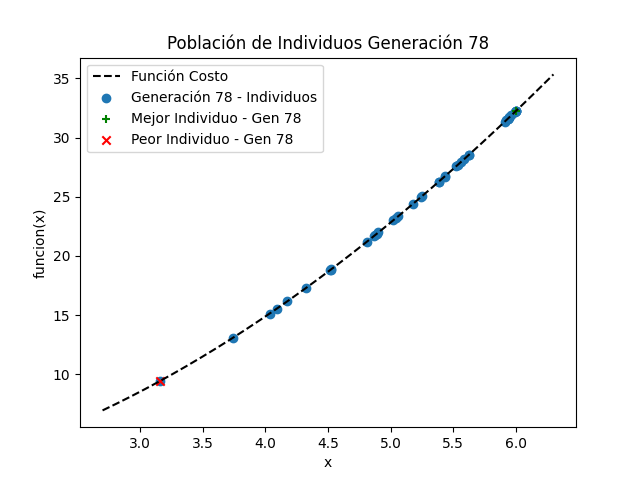 Población de Individuos Generación 78
Función Costo
Generación 78 - Individuos
Mejor Individuo - Gen 78
Peor Individuo - Gen 78
funcion(x)
35
30
25
20
15
10
3.0 3.5 4.0 4.5 5.0 5.5 6.0
x